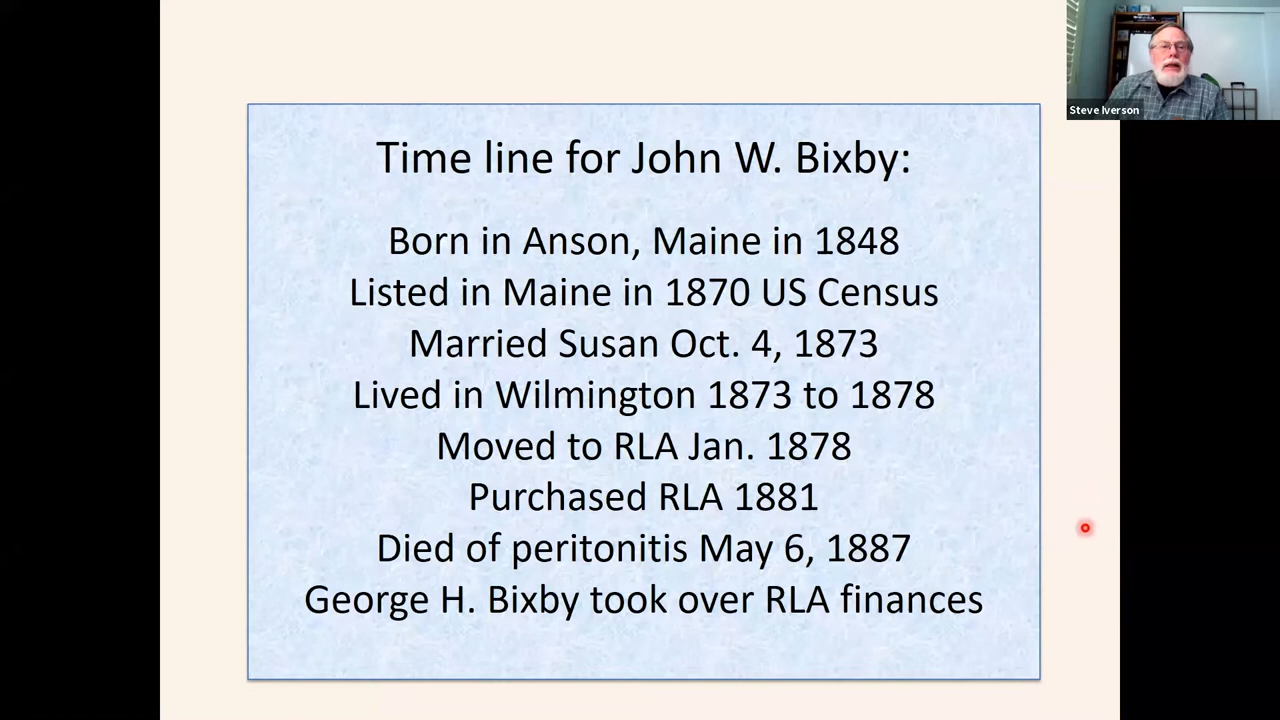 Time line for John W. Bixby:
Born in Anson, Maine in 1848
Listed in Maine in 1870 US Census
Married Susan Oct. 4, 1873
Lived in Wilmington 1873 to 1878
Moved to RLA Jan. 1878
Purchased RLA 1881
Died of peritonitis May 6, 1887
George H. Bixby took over RLA finances
Steve Iverson